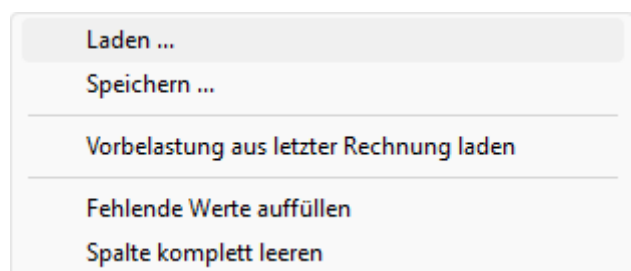 Laden ...
Speichern ...
Vorbelastung aus letzter Rechnung laden
Fehlende Werte auffüllen
Spalte komplett leeren